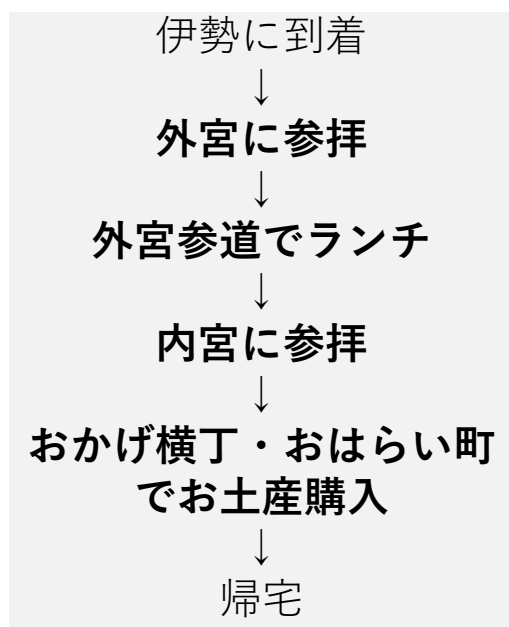 伊勢に到着
↓
外宮に参拝
↓
外宮参道でランチ
↓
内宮に参拝
↓
おかげ横丁・おはらい町
でお土産購入
↓
帰宅